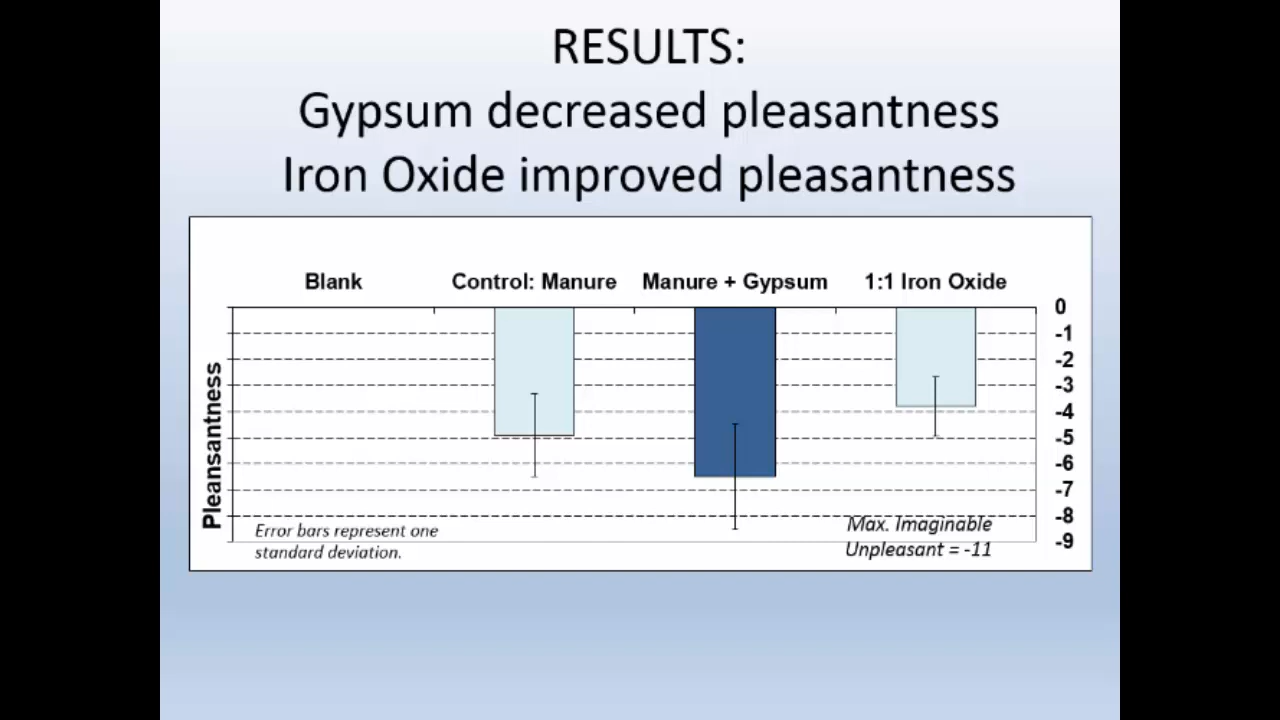 RESULTS:
Gypsum decreased pleasantness
Iron Oxide improved pleasantness
Blank Control: Manure Manure + Gypsum 1:1 Iron Oxide
0
-1
-2
-3
-4
-5
-6
-7
-8
-9
Pleansantness
Error bars represent one
standard deviation.
Max. Imaginable
Unpleasant = -11